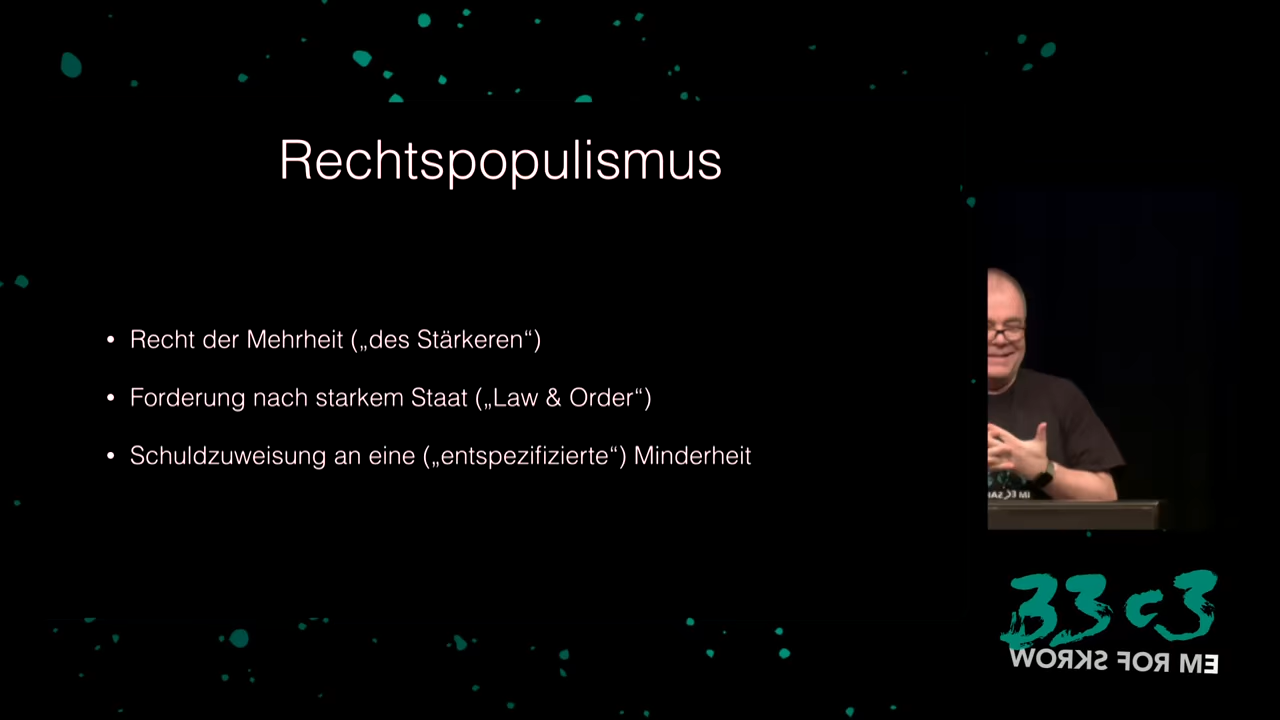 Rechtspopulismus
• Recht der Mehrheit („des Stärkeren“)
• Forderung nach starkem Staat („Law & Order“)
• Schuldzuweisung an eine („entspezifizierte“) Minderheit
33c3
WORKS FOR ME